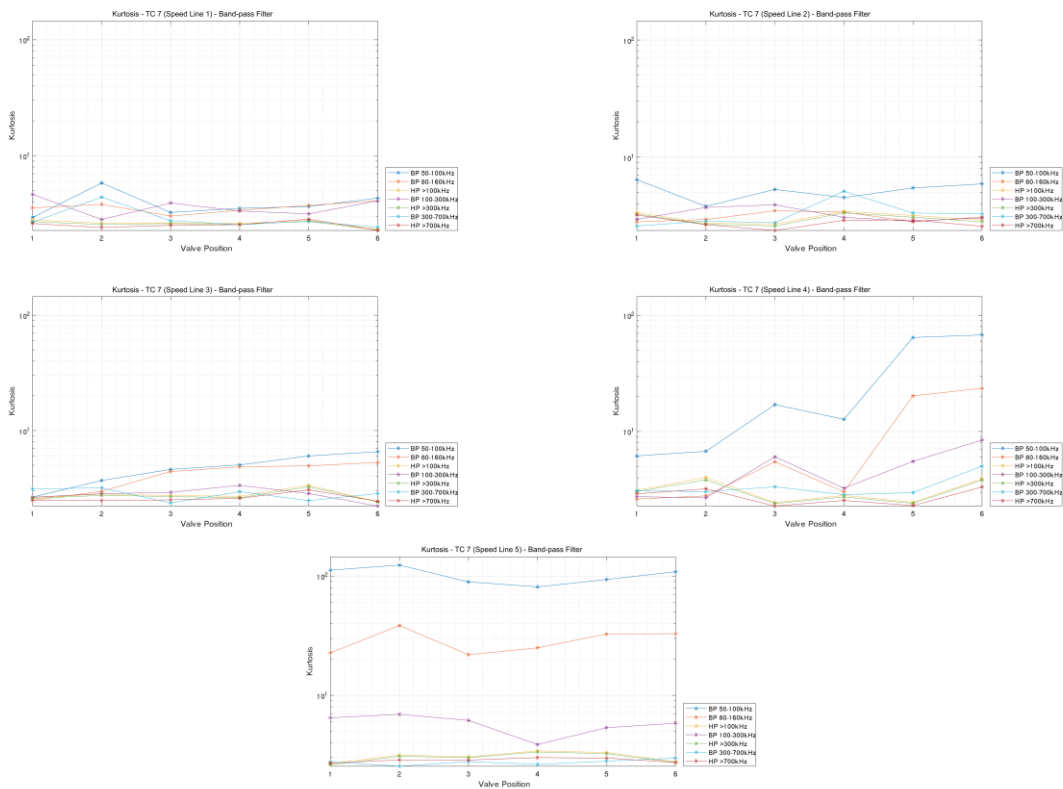 Kurtosis - TC 7 (Speed Line 1) - Band-pass Filter
10²
10¹
Kurtosis
1 2 3 4 5 6
Valve Position
BP 50-100kHz
BP 80-160kHz
HP >100kHz
BP 100-300kHz
HP >300kHz
BP 300-700kHz
HP >700kHz
Kurtosis - TC 7 (Speed Line 2) - Band-pass Filter
10²
10¹
Kurtosis
1 2 3 4 5 6
Valve Position
BP 50-100kHz
BP 80-160kHz
HP >100kHz
BP 100-300kHz
HP >300kHz
BP 300-700kHz
HP >700kHz
Kurtosis - TC 7 (Speed Line 3) - Band-pass Filter
10²
10¹
Kurtosis
1 2 3 4 5 6
Valve Position
BP 50-100kHz
BP 80-160kHz
HP >100kHz
BP 100-300kHz
HP >300kHz
BP 300-700kHz
HP >700kHz
Kurtosis - TC 7 (Speed Line 4) - Band-pass Filter
10²
10¹
Kurtosis
1 2 3 4 5 6
Valve Position
BP 50-100kHz
BP 80-160kHz
HP >100kHz
BP 100-300kHz
HP >300kHz
BP 300-700kHz
HP >700kHz
Kurtosis - TC 7 (Speed Line 5) - Band-pass Filter
10²
10¹
Kurtosis
1 2 3 4 5 6
Valve Position
BP 50-100kHz
BP 80-160kHz
HP >100kHz
BP 100-300kHz
HP >300kHz
BP 300-700kHz
HP >700kHz